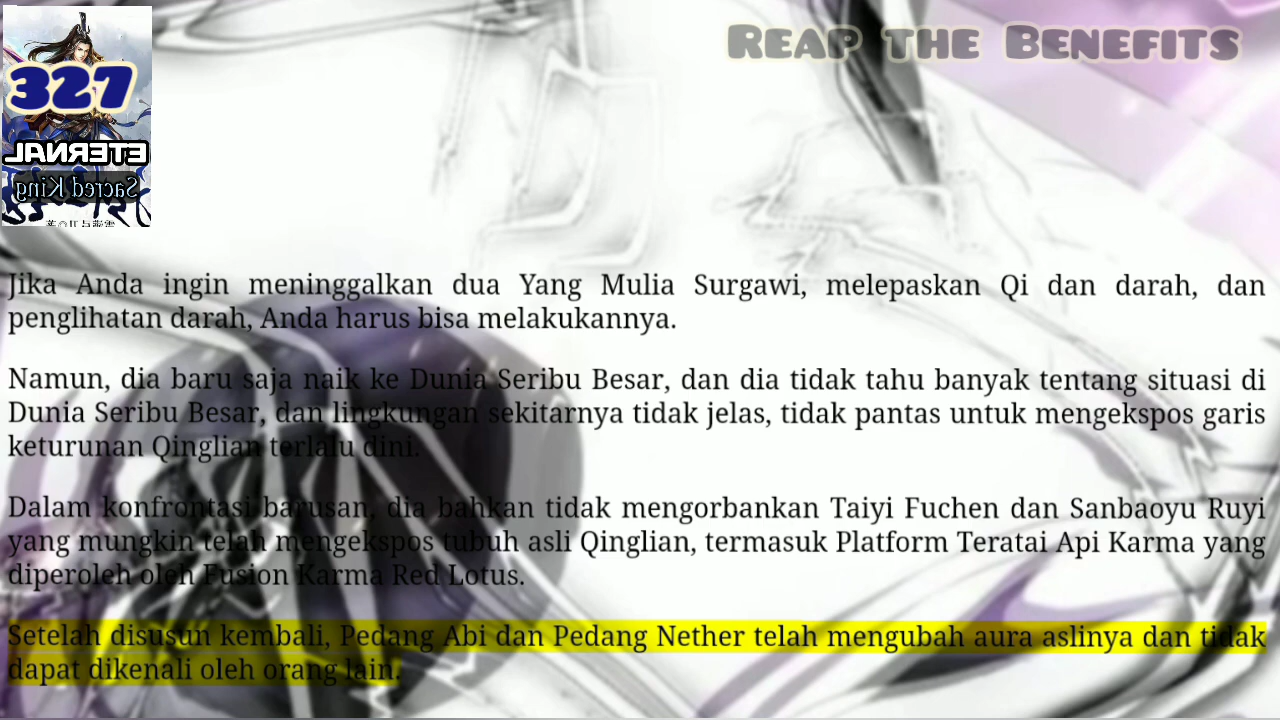 327
REAP THE BENEFITS
ETERNAL
Sacred King
Jika Anda ingin meninggalkan dua Yang Mulia Surgawi, melepaskan Qi dan darah, dan
penglihatan darah, Anda harus bisa melakukannya.
Namun, dia baru saja naik ke Dunia Seribu Besar, dan dia tidak tahu banyak tentang situasi di
Dunia Seribu Besar, dan lingkungan sekitarnya tidak jelas, tidak pantas untuk mengekspos garis
keturunan Qinglian terlalu dini.
Dalam konfrontasi barusan, dia bahkan tidak mengorbankan Taiyi Fuchen dan Sanbaoyu Ruyi
yang mungkin telah mengekspos tubuh asli Qinglian, termasuk Platform Teratai Api Karma yang
diperoleh oleh Fusion Karma Red Lotus.
Setelah disusun kembali, Pedang Abi dan Pedang Nether telah mengubah aura aslinya dan tidak
dapat dikenali oleh orang lain.